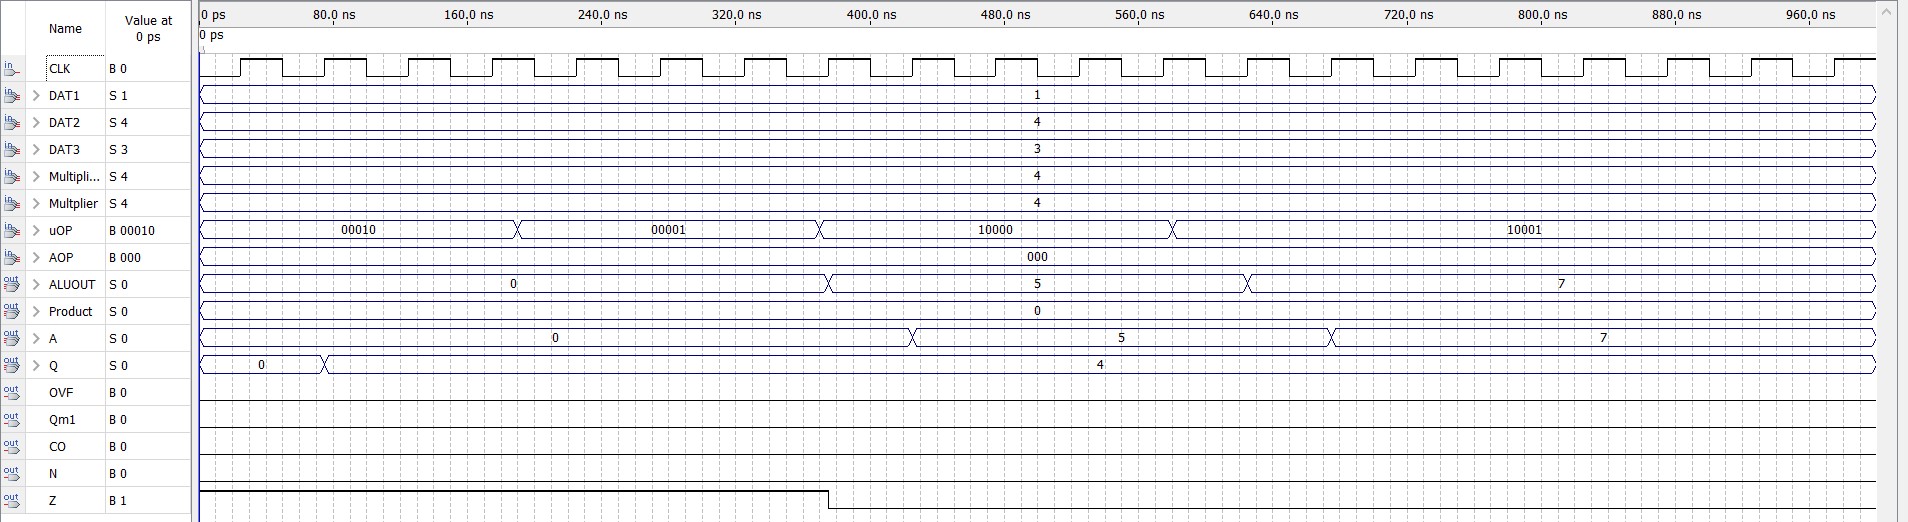 Name
Value at
0 ps
0 ps 80.0 ns 160.0 ns 240.0 ns 320.0 ns 400.0 ns 480.0 ns 560.0 ns 640.0 ns 720.0 ns 800.0 ns 880.0 ns 960.0 ns
0 ps
in CLK B 0
in DAT1 S 1 1
in DAT2 S 4 4
in DAT3 S 3 3
in Multipli... S 4 4
in Multplier S 4 4
in uOP B 00010 00010 00001 10000 10001
in AOP B 000 000
out ALUOUT S 0 0 5 7
out Product S 0 0
out A S 0 0 5 7
out Q S 0 0 4
out OVF B 0
out Qm1 B 0
out CO B 0
out N B 0
out Z B 1